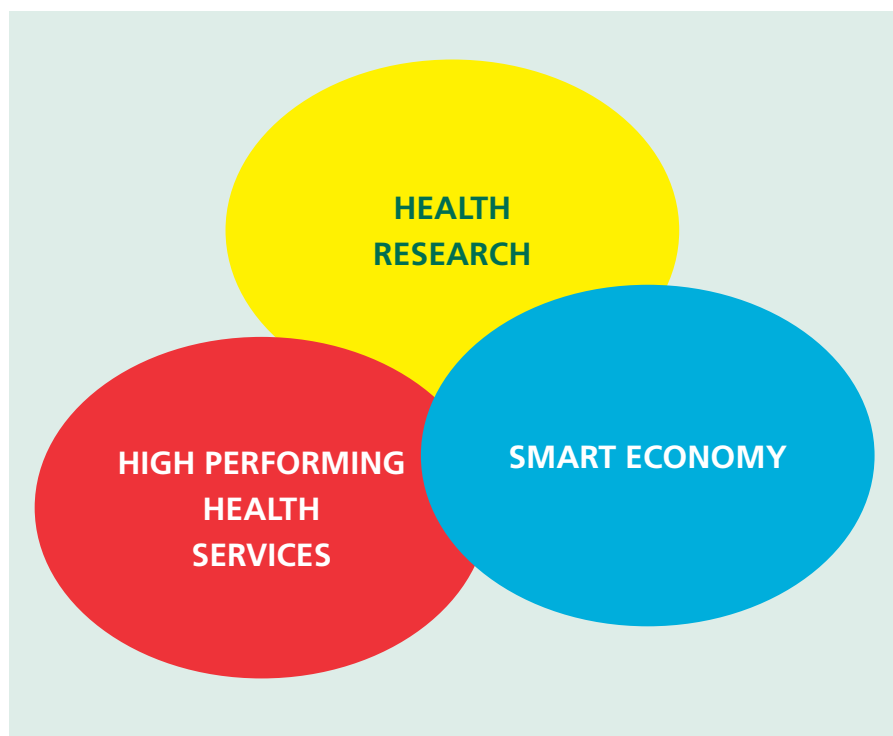 HEALTH
RESEARCH
HIGH PERFORMING
HEALTH
SERVICES
SMART ECONOMY